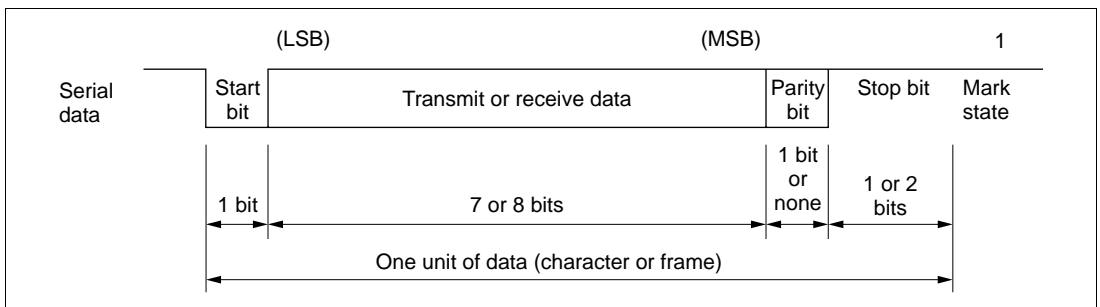 (LSB) (MSB) 1
Serial
data
Start
bit
Transmit or receive data
Parity
bit
Stop bit
Mark
state
1 bit
7 or 8 bits
1 bit
or
none
1 or 2
bits
One unit of data (character or frame)